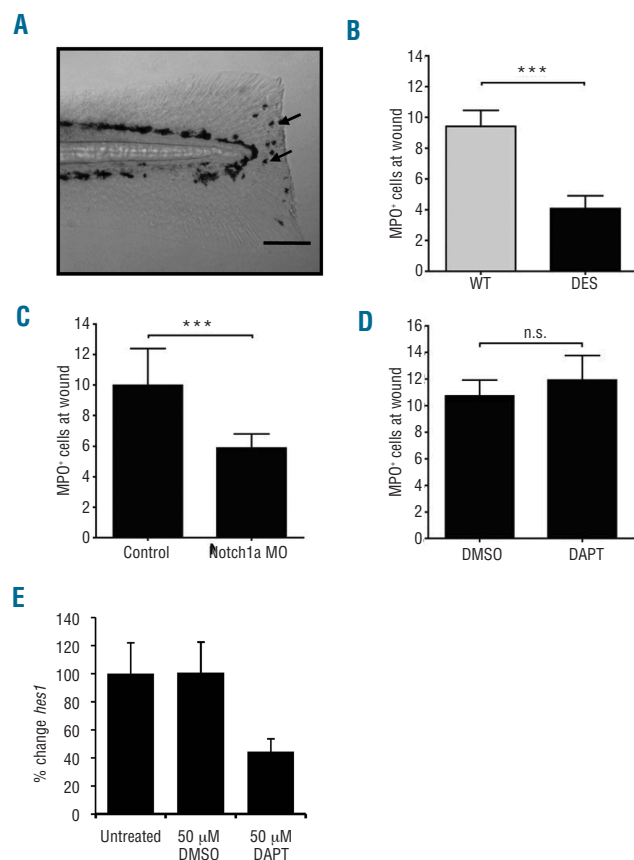 A
B
MPO+ cells at wound
14
12
10
8
6
4
2
0
***
WT
DES
C
MPO+ cells at wound
14
12
10
8
6
4
2
0
***
Control
Notch1a MO
D
MPO+ cells at wound
16
14
12
10
8
6
4
2
0
n.s.
DMSO
DAPT
E
% change hes1
140
120
100
80
60
40
20
0
Untreated
50 µM
DMSO
50 µM
DAPT